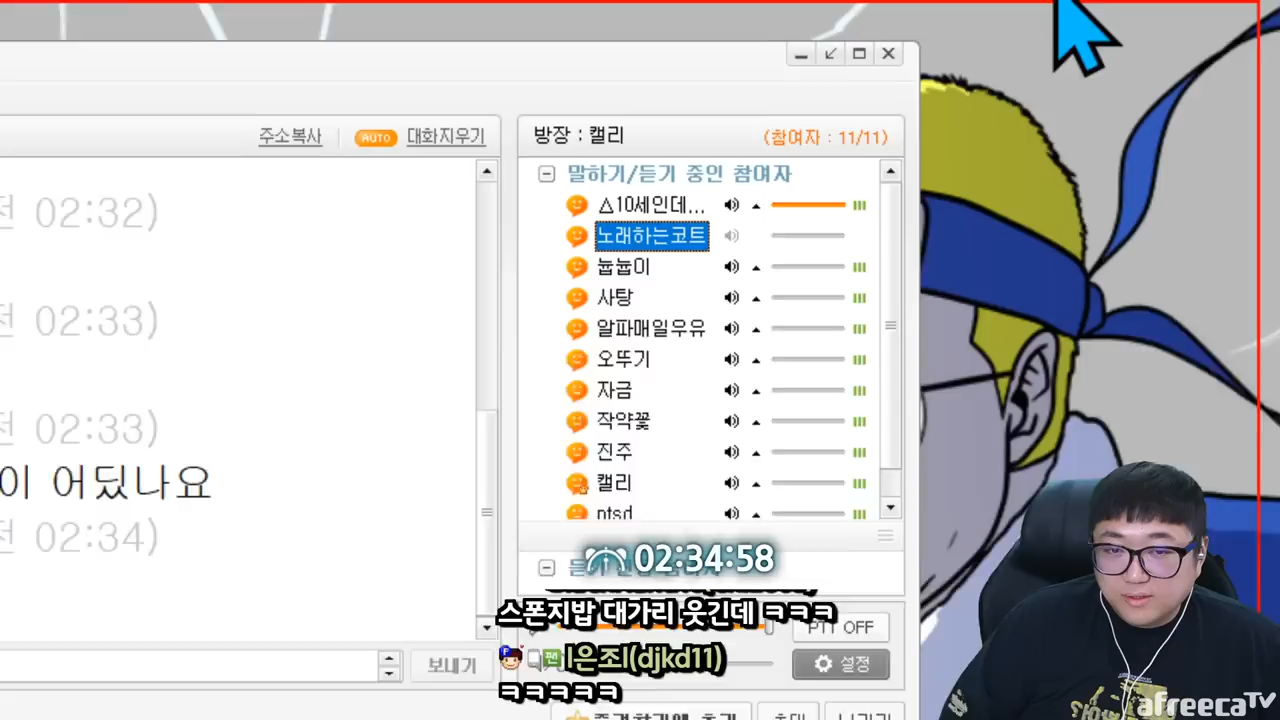 주소복사 AUTO 대화지우기
방장 : 캘리 (참여자 : 11/11)
말하기/듣기 중인 참여자
△10세인데...
노래하는코트
늅늅이
사탕
알파매일우유
오뚜기
자금
작약꽃
진주
캘리
ptsd
전 02:32)
전 02:33)
전 02:33)
이 어딨나요
전 02:34)
02:34:58
스폰지밥 대가리 웃긴데 ㅋㅋㅋ
PTT OFF
F 팬 I은조I(djkd11)
ㅋㅋㅋㅋㅋ
보내기
설정
afreecaTV